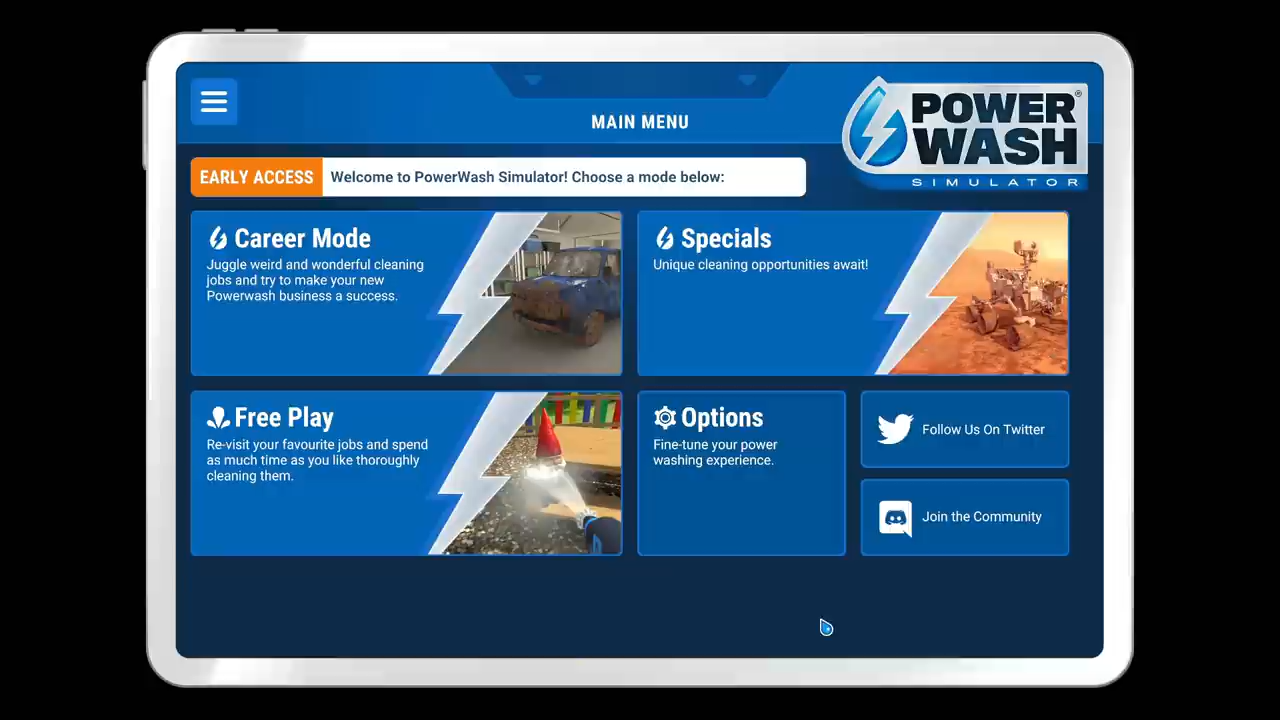 MAIN MENU
POWER
WASH
SIMULATOR
EARLY ACCESS
Welcome to PowerWash Simulator! Choose a mode below:
Career Mode
Juggle weird and wonderful cleaning
jobs and try to make your new
Powerwash business a success.
Specials
Unique cleaning opportunities await!
Free Play
Re-visit your favourite jobs and spend
as much time as you like thoroughly
cleaning them.
Options
Fine-tune your power
washing experience.
Follow Us On Twitter
Join the Community